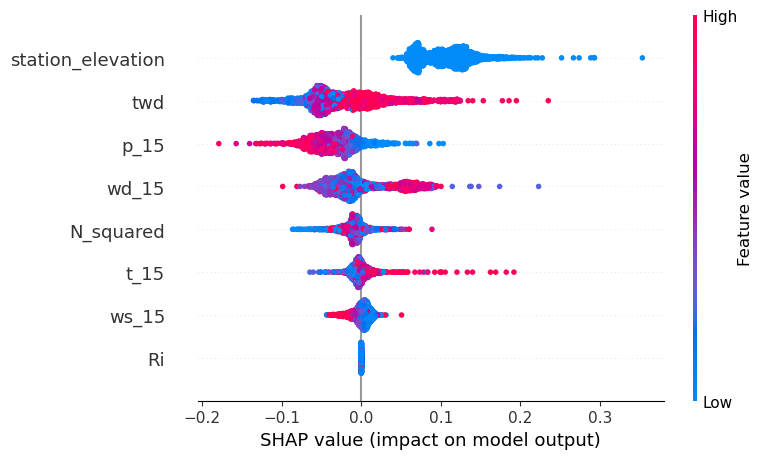 High
station_elevation
twd
p_15
wd_15
N_squared
t_15
ws_15
Ri
Feature value
Low
−0.2 −0.1 0.0 0.1 0.2 0.3
SHAP value (impact on model output)